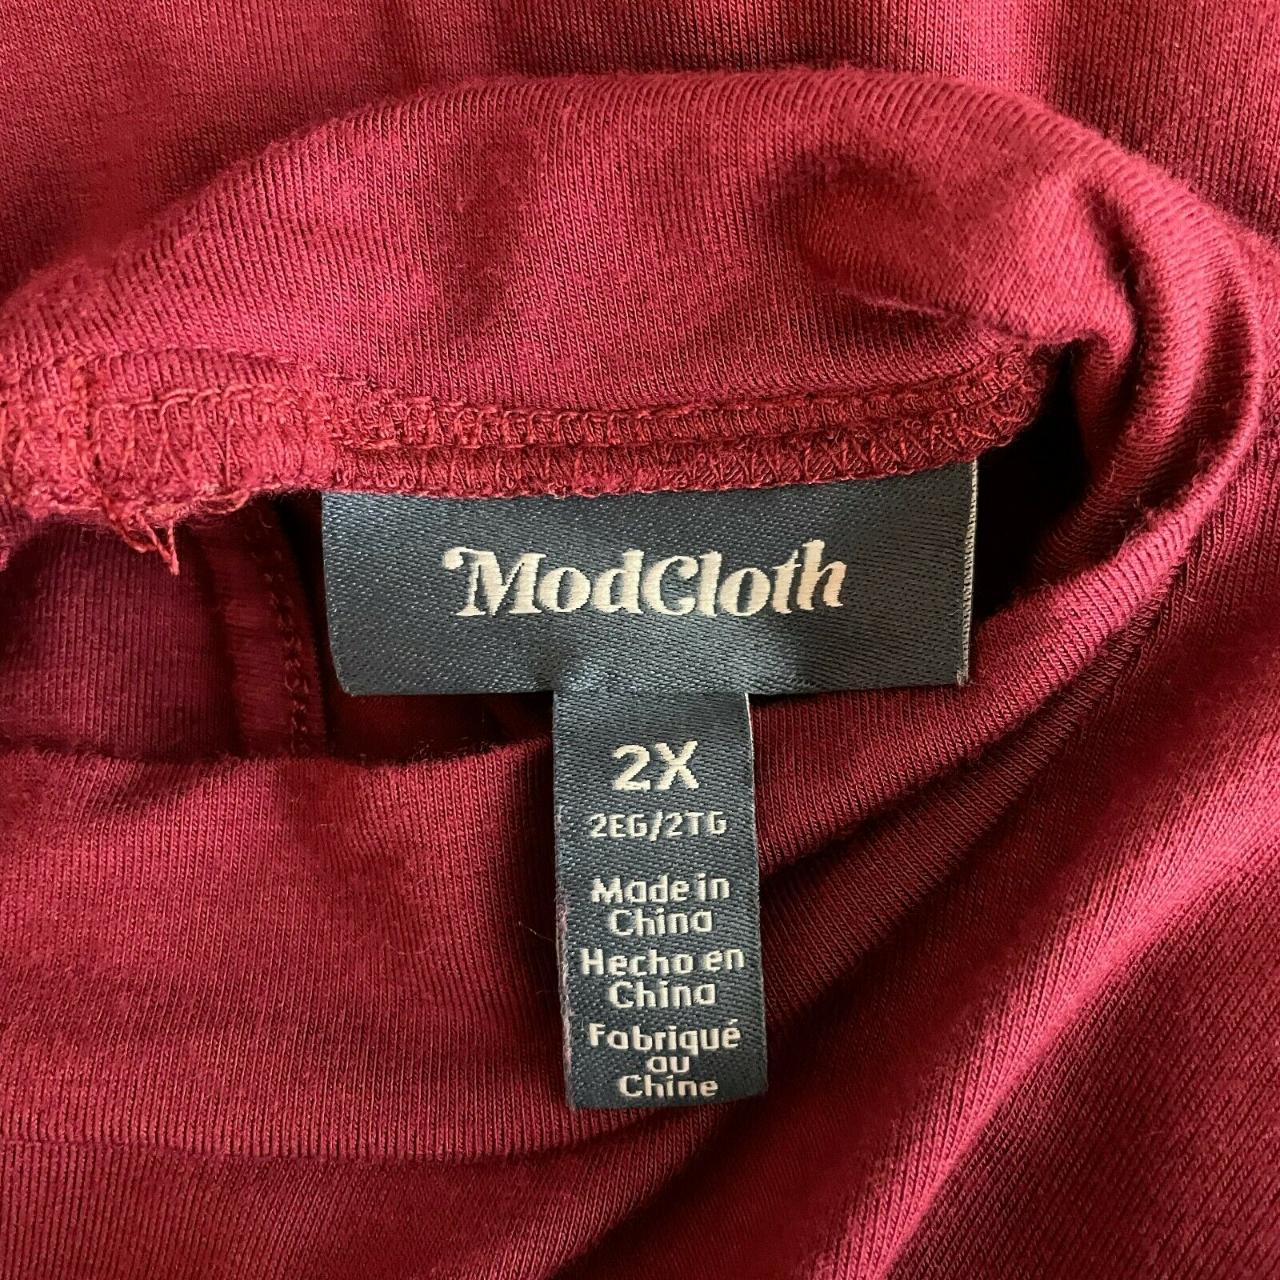 ModCloth
2X
2EG/2TG
Made in
China
Hecho en
China
Fabriqué
au
Chine